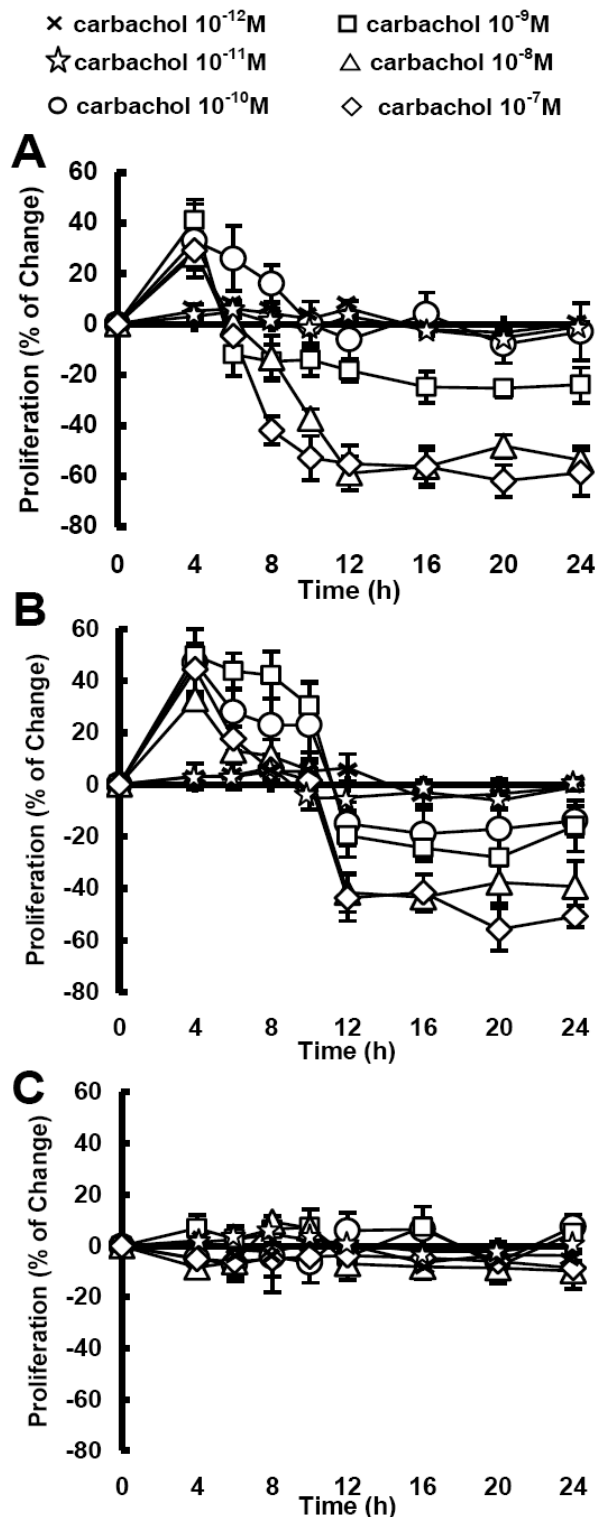 carbachol 10⁻¹²M carbachol 10⁻⁹M
carbachol 10⁻¹¹M carbachol 10⁻⁸M
carbachol 10⁻¹⁰M carbachol 10⁻⁷M
A
Proliferation (% of Change)
60
40
20
0
-20
-40
-60
-80
0 4 8 12 16 20 24
Time (h)
B
Proliferation (% of Change)
60
40
20
0
-20
-40
-60
-80
0 4 8 12 16 20 24
Time (h)
C
Proliferation (% of Change)
60
40
20
0
-20
-40
-60
-80
0 4 8 12 16 20 24
Time (h)